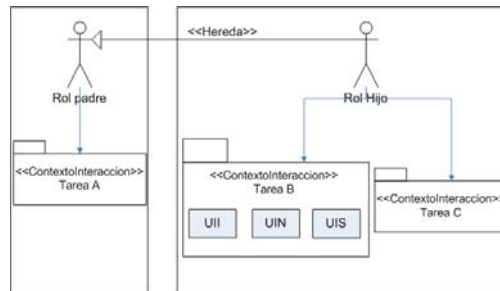 <<Hereda>>
Rol padre
Rol Hijo
<<ContextoInteraccion>>
Tarea A
<<ContextoInteraccion>>
Tarea B
UII
UIN
UIS
<<ContextoInteraccion>>
Tarea C